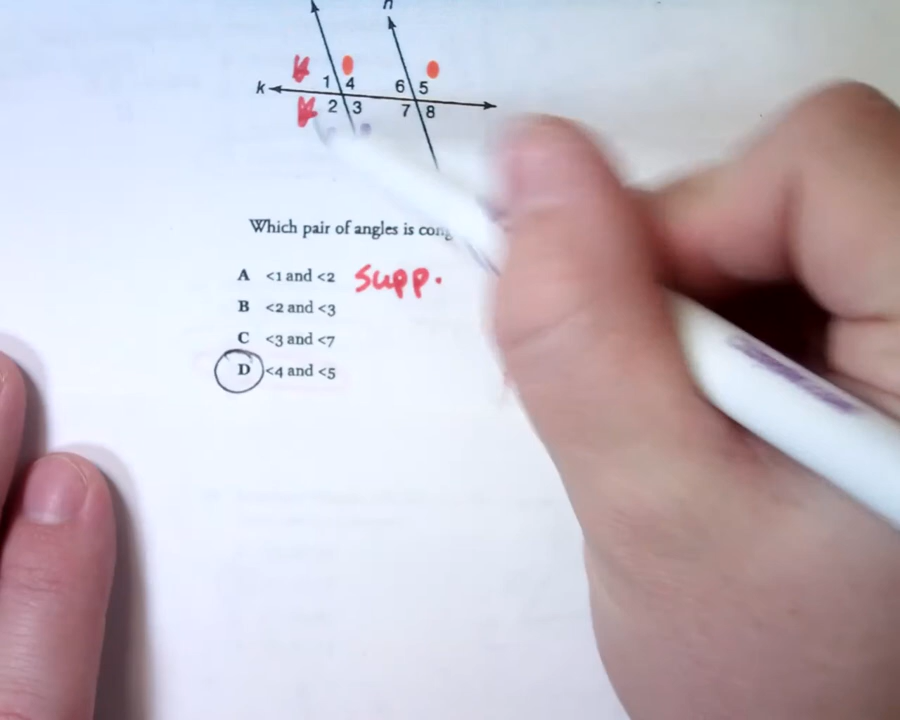 n
k 1 4 6 5
2 3 7 8
Which pair of angles is
A <1 and <2 supp.
B <2 and <3
C <3 and <7
D <4 and <5